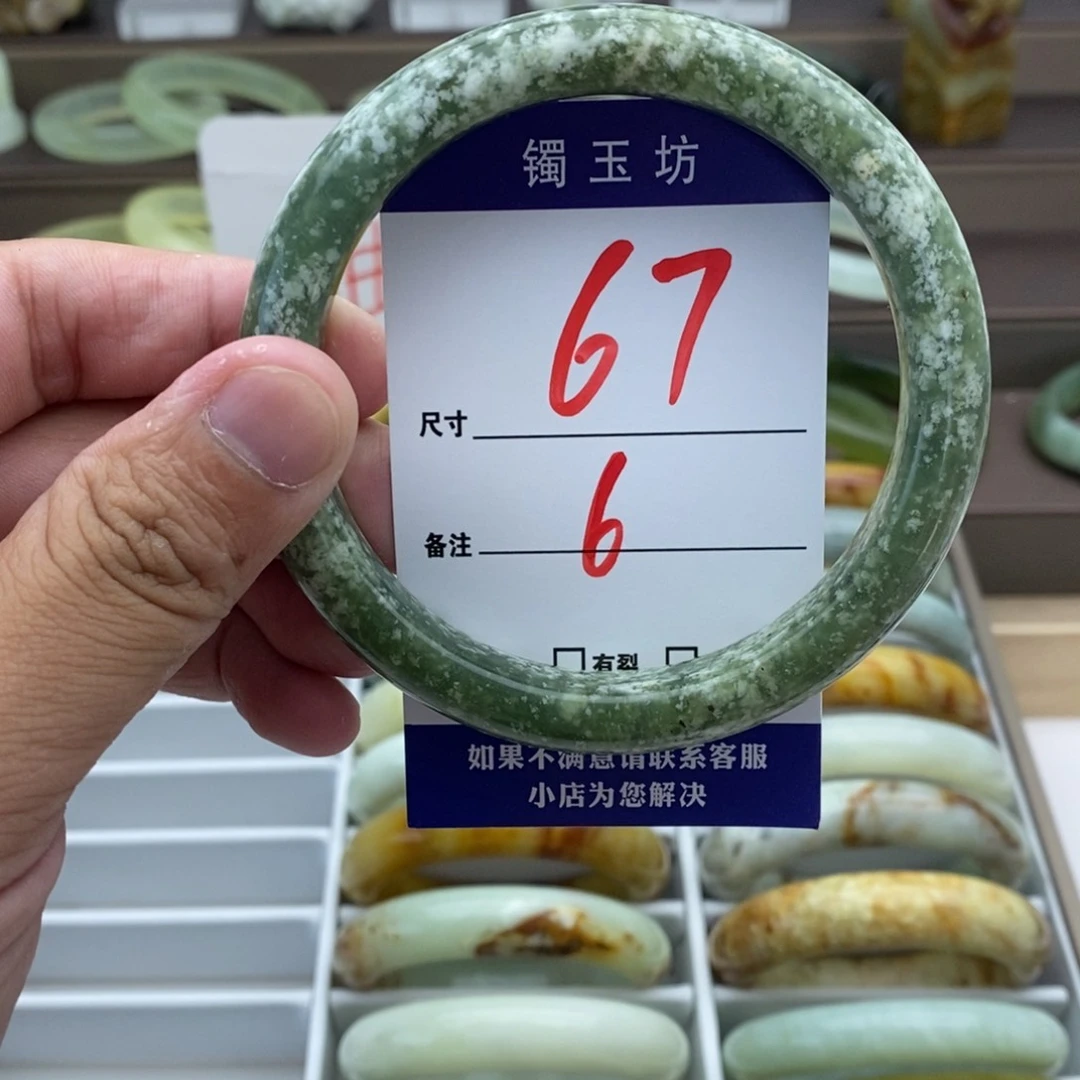 镯玉坊
67
尺寸
6
备注
□有裂 □
如果不满意请联系客服
小店为您解决